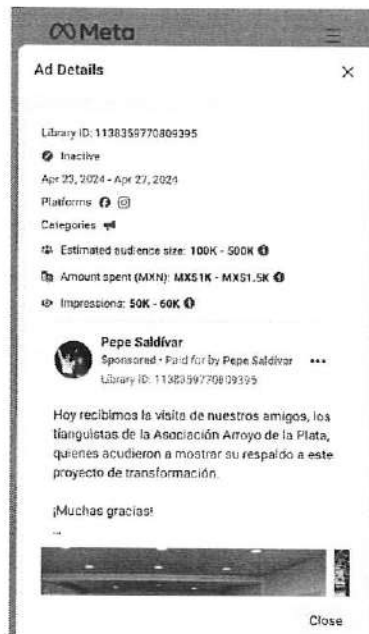 Meta
Ad Details
Library ID: 1138359770809395
Inactive
Apr 23, 2024 - Apr 27, 2024
Platforms
Categories
Estimated audience size: 100K - 500K
Amount spent (MXN): MX$1K - MX$1.5K
Impressions: 50K - 60K
Pepe Saldívar
Sponsored • Paid for by Pepe Saldívar
Library ID: 1138359770809395
Hoy recibimos la visita de nuestros amigos, los
tianguistas de la Asociación Arroyo de la Plata,
quienes acudieron a mostrar su respaldo a este
proyecto de transformación.
¡Muchas gracias!
...
Close